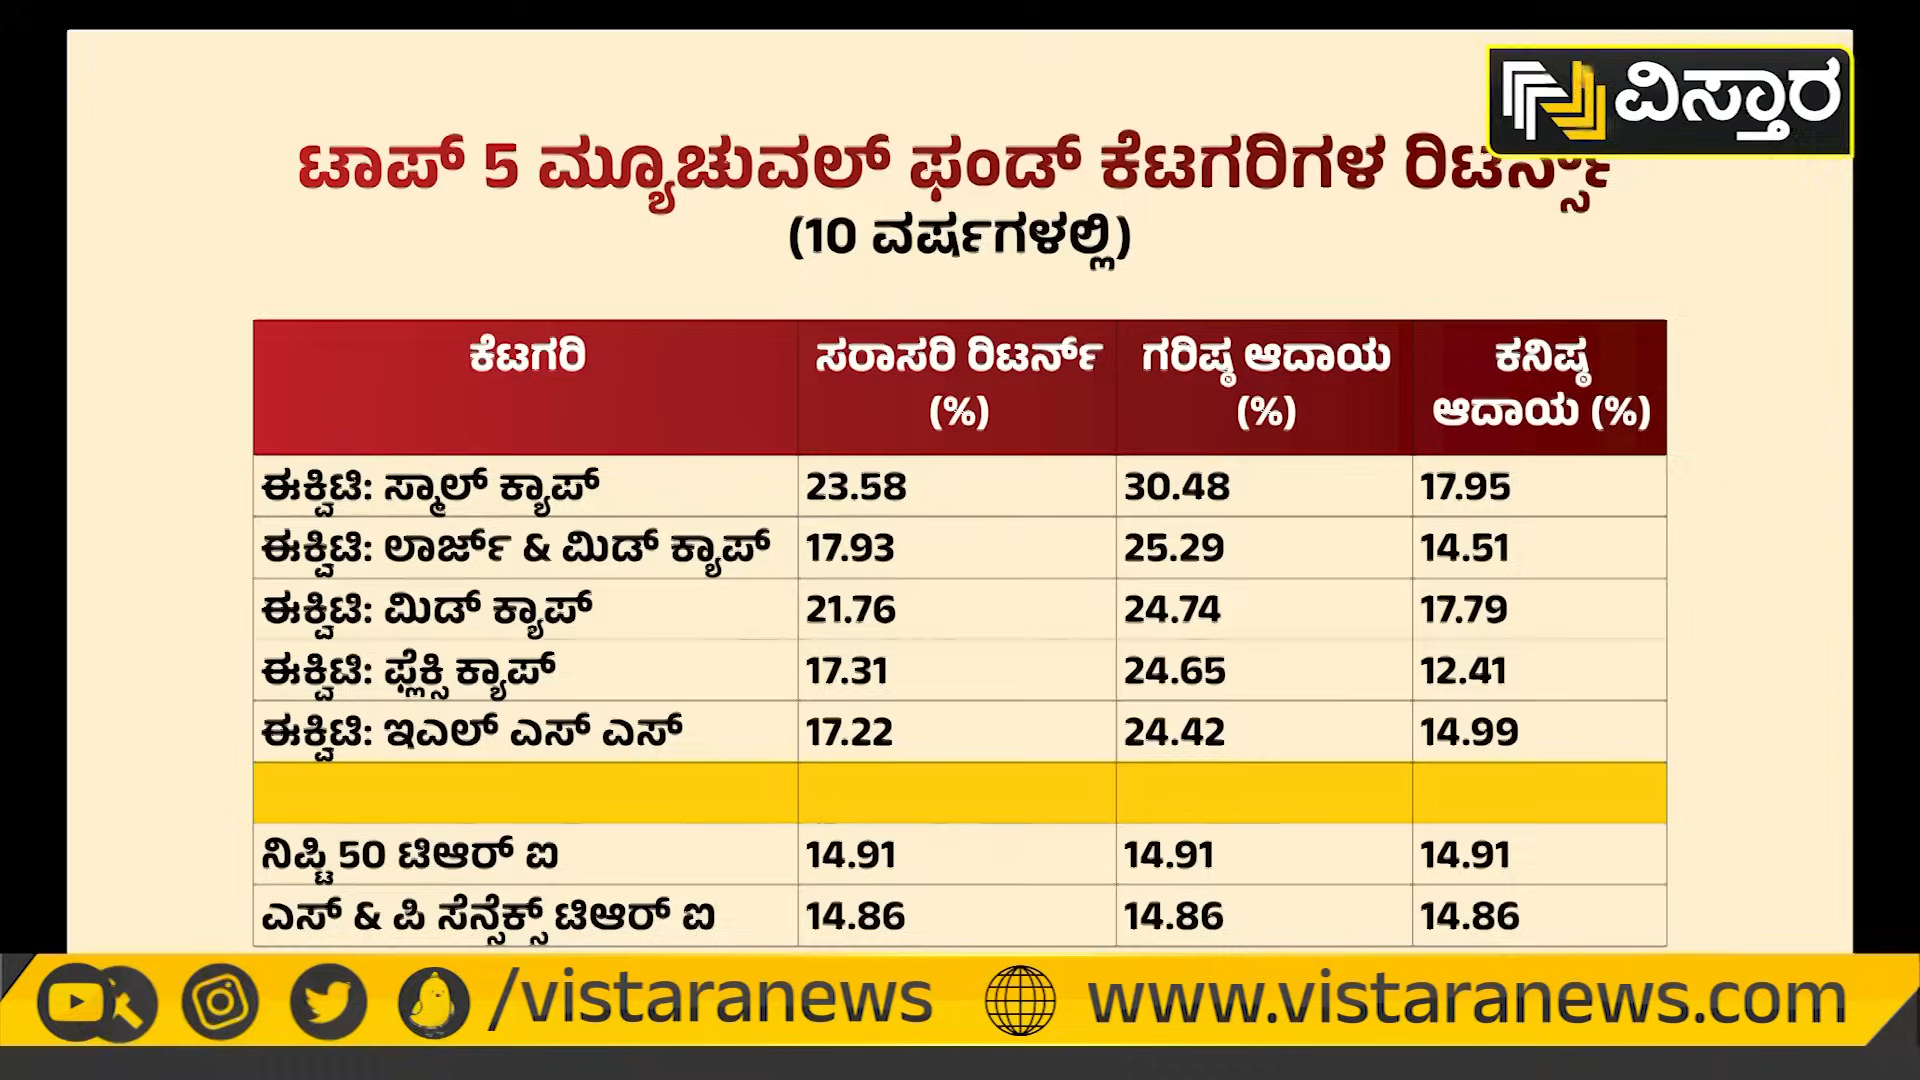 ವಿಸ್ತಾರ
ಟಾಪ್ 5 ಮ್ಯೂಚುವಲ್ ಫಂಡ್ ಕೆಟಗರಿಗಳ ರಿಟರ್ನ್ಸ್
(10 ವರ್ಷಗಳಲ್ಲಿ)
ಕೆಟಗರಿ ಸರಾಸರಿ ರಿಟರ್ನ್ (%) ಗರಿಷ್ಠ ಆದಾಯ (%) ಕನಿಷ್ಠ ಆದಾಯ (%)
ಈಕ್ವಿಟಿ: ಸ್ಮಾಲ್ ಕ್ಯಾಪ್ 23.58 30.48 17.95
ಈಕ್ವಿಟಿ: ಲಾರ್ಜ್ & ಮಿಡ್ ಕ್ಯಾಪ್ 17.93 25.29 14.51
ಈಕ್ವಿಟಿ: ಮಿಡ್ ಕ್ಯಾಪ್ 21.76 24.74 17.79
ಈಕ್ವಿಟಿ: ಫ್ಲೆಕ್ಸಿ ಕ್ಯಾಪ್ 17.31 24.65 12.41
ಈಕ್ವಿಟಿ: ಇಎಲ್ ಎಸ್ ಎಸ್ 17.22 24.42 14.99
ನಿಫ್ಟಿ 50 ಟಿಆರ್ ಐ 14.91 14.91 14.91
ಎಸ್ & ಪಿ ಸೆನ್ಸೆಕ್ಸ್ ಟಿಆರ್ ಐ 14.86 14.86 14.86
/vistaranews www.vistaranews.com